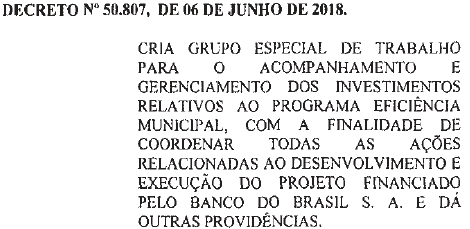 DECRETO Nº 50.807, DE 06 DE JUNHO DE 2018.
CRIA GRUPO ESPECIAL DE TRABALHO
PARA O ACOMPANHAMENTO E
GERENCIAMENTO DOS INVESTIMENTOS
RELATIVOS AO PROGRAMA EFICIÊNCIA
MUNICIPAL, COM A FINALIDADE DE
COORDENAR TODAS AS AÇÕES
RELACIONADAS AO DESENVOLVIMENTO E
EXECUÇÃO DO PROJETO FINANCIADO
PELO BANCO DO BRASIL S. A. E DÁ
OUTRAS PROVIDÊNCIAS.